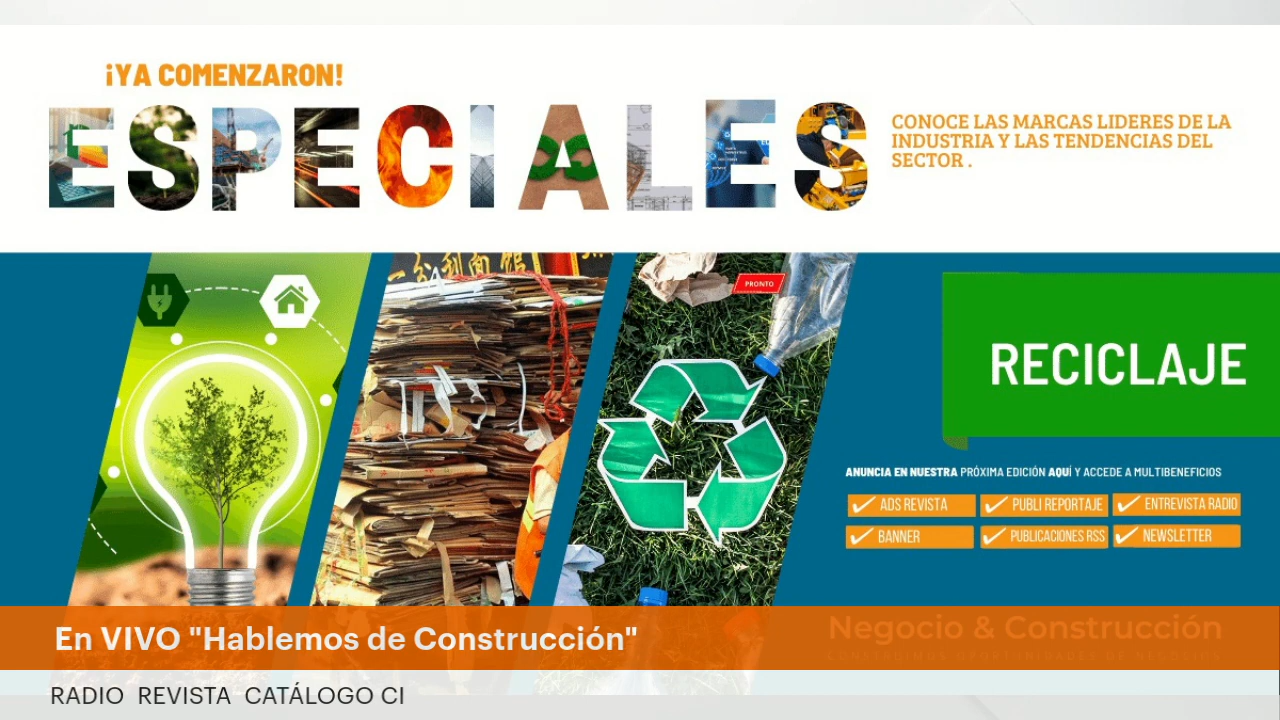 ¡YA COMENZARON!
ESPECIALES
CONOCE LAS MARCAS LIDERES DE LA
INDUSTRIA Y LAS TENDENCIAS DEL
SECTOR .
PRONTO
RECICLAJE
ANUNCIA EN NUESTRA PRÓXIMA EDICIÓN AQUÍ Y ACCEDE A MULTIBENEFICIOS
ADS REVISTA
PUBLI REPORTAJE
ENTREVISTA RADIO
BANNER
PUBLICACIONES RSS
NEWSLETTER
Negocio & Construcción
En VIVO "Hablemos de Construcción"
RADIO REVISTA CATÁLOGO CI